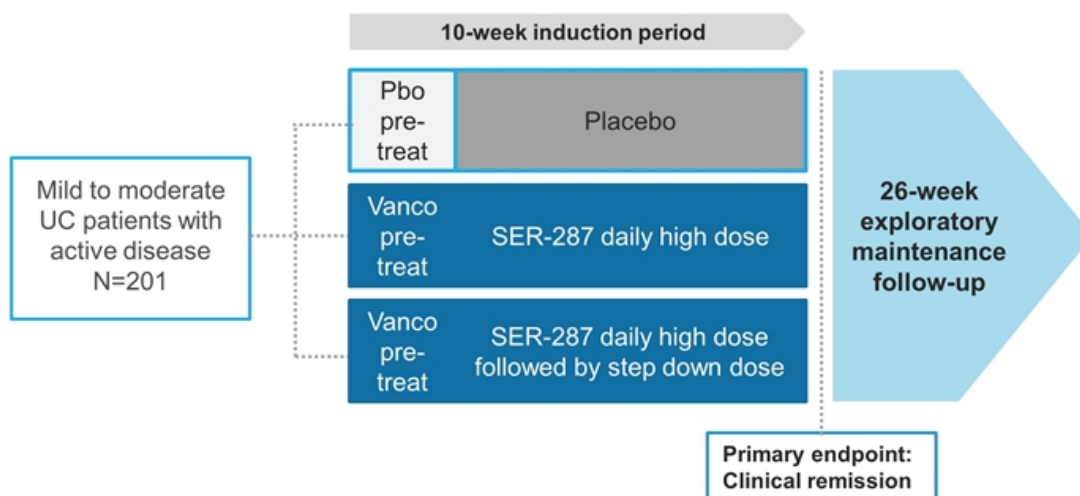 10-week induction period
Pbo
pre-
treat
Placebo
Mild to moderate
UC patients with
active disease
N=201
Vanco
pre-
treat
SER-287 daily high dose
Vanco
pre-
treat
SER-287 daily high dose
followed by step down dose
26-week
exploratory
maintenance
follow-up
Primary endpoint:
Clinical remission